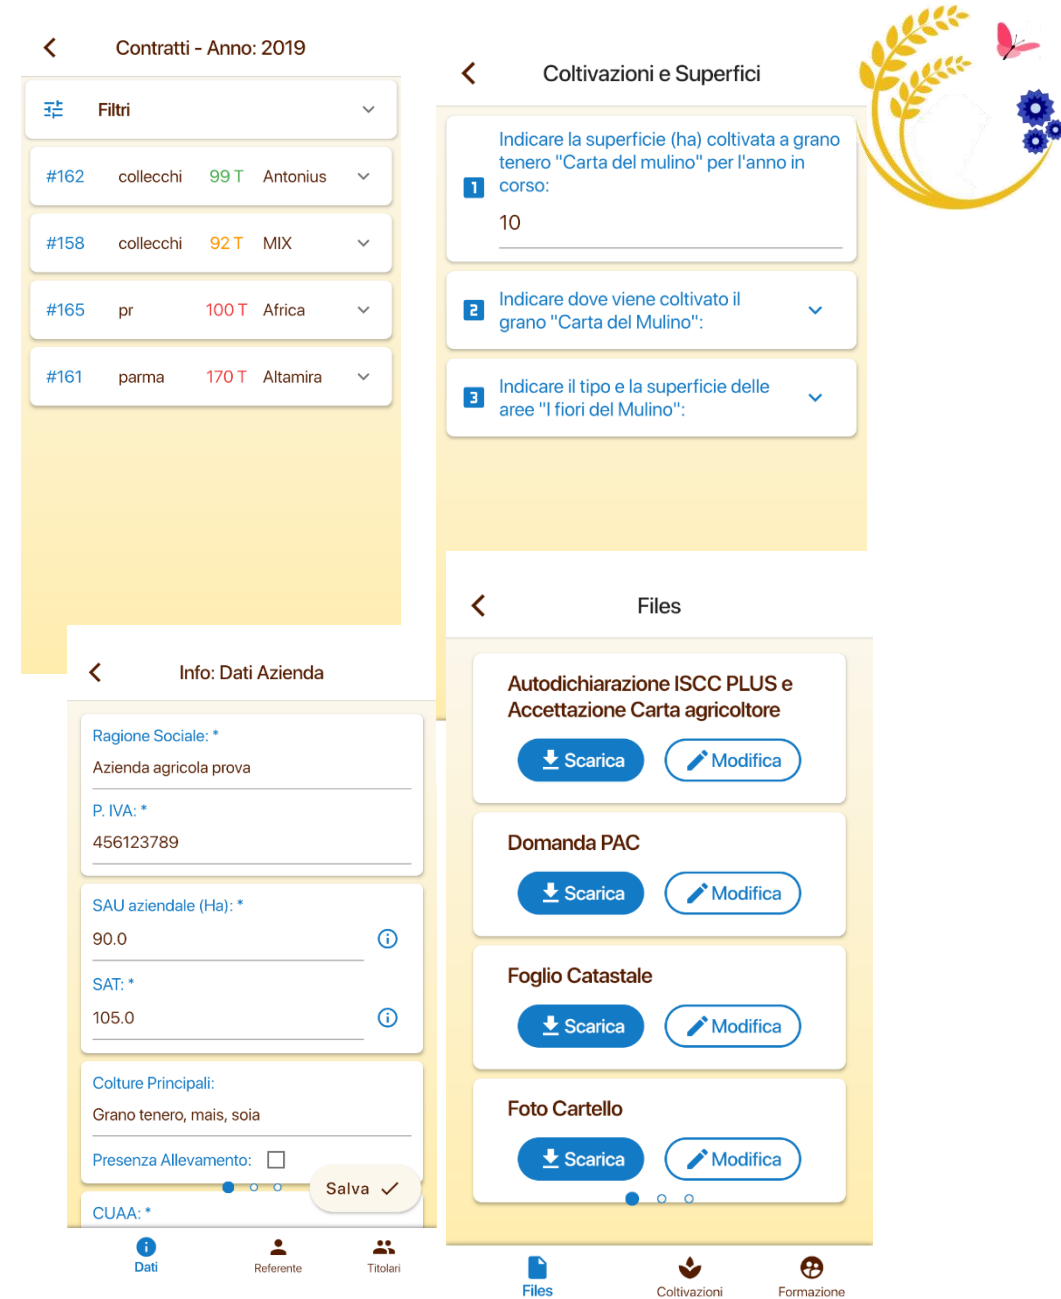 Contratti - Anno: 2019
Filtri
#162 collecchi 99 T Antonius
#158 collecchi 92 T MIX
#165 pr 100 T Africa
#161 parma 170 T Altamira
Coltivazioni e Superfici
1 Indicare la superficie (ha) coltivata a grano
tenero "Carta del mulino" per l'anno in
corso:
10
2 Indicare dove viene coltivato il
grano "Carta del Mulino":
3 Indicare il tipo e la superficie delle
aree "I fiori del Mulino":
Info: Dati Azienda
Ragione Sociale: *
Azienda agricola prova
P. IVA: *
456123789
SAU aziendale (Ha): *
90.0
SAT: *
105.0
Colture Principali:
Grano tenero, mais, soia
Presenza Allevamento:
Salva
CUAA: *
Dati Referente Titolari
Files
Autodichiarazione ISCC PLUS e
Accettazione Carta agricoltore
Scarica Modifica
Domanda PAC
Scarica Modifica
Foglio Catastale
Scarica Modifica
Foto Cartello
Scarica Modifica
Files Coltivazioni Formazione